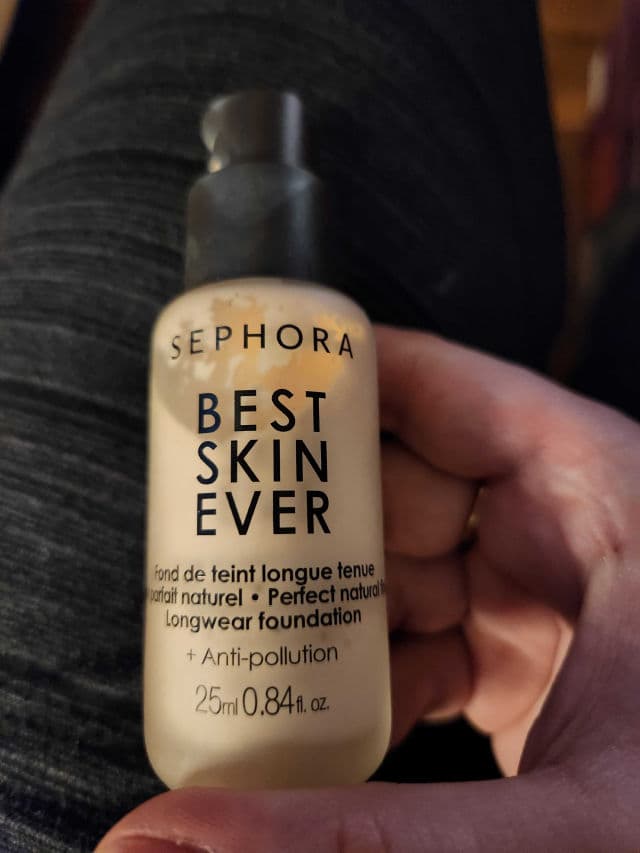 SEPHORA
BEST
SKIN
EVER
Fond de teint longue tenue
parfait naturel • Perfect natural
Longwear foundation
+ Anti-pollution
25ml 0.84fl. oz.